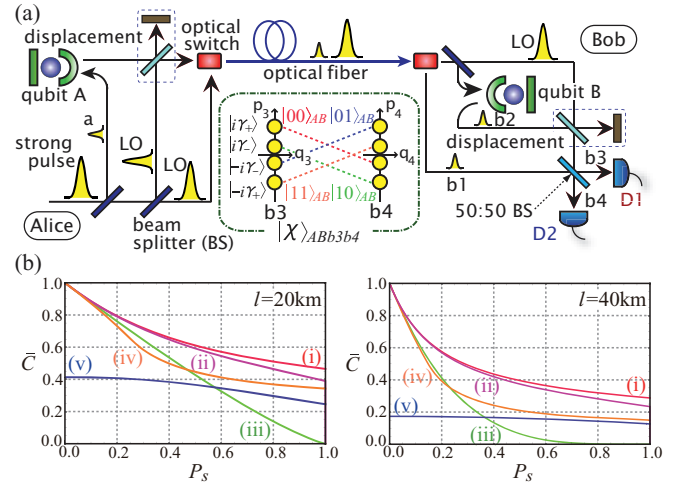 (a)
optical
switch
displacement
LO
Bob
qubit A
optical fiber
qubit B
a
p3
|00⟩AB |01⟩AB
p4
b2
strong
pulse
LO
LO
|iγ+⟩
|iγ-⟩
|-iγ-⟩
|-iγ+⟩
q3
q4
displacement
b3
b1
|11⟩AB |10⟩AB
b4
Alice
beam
splitter (BS)
b3
b4
|χ⟩ABb3b4
50:50 BS
D1
D2
(b)
l=20km
C̄
1.0
0.8
0.6
0.4
0.2
0.0
(i)
(ii)
(iii)
(iv)
(v)
0.0 0.2 0.4 0.6 0.8 1.0
Ps
l=40km
C̄
1.0
0.8
0.6
0.4
0.2
0.0
(i)
(ii)
(iii)
(iv)
(v)
0.0 0.2 0.4 0.6 0.8 1.0
Ps